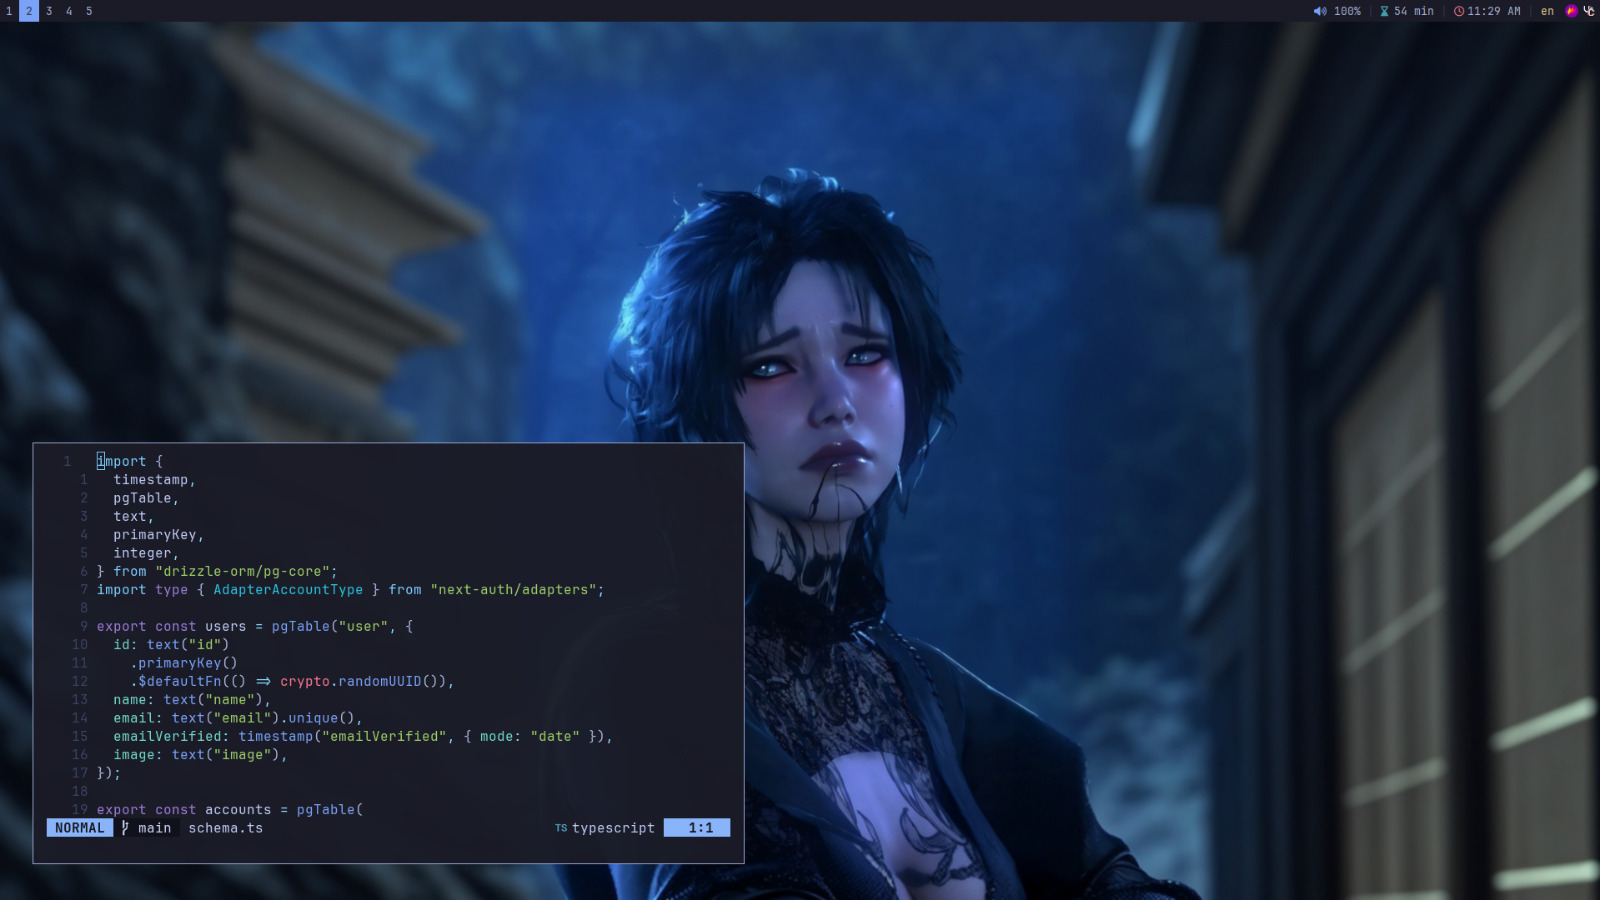 1 2 3 4 5 100% 54 min 11:29 AM en
1 import {
1 timestamp,
2 pgTable,
3 text,
4 primaryKey,
5 integer,
6 } from "drizzle-orm/pg-core";
7 import type { AdapterAccountType } from "next-auth/adapters";
8
9 export const users = pgTable("user", {
10 id: text("id")
11 .primaryKey()
12 .$defaultFn(() => crypto.randomUUID()),
13 name: text("name"),
14 email: text("email").unique(),
15 emailVerified: timestamp("emailVerified", { mode: "date" }),
16 image: text("image"),
17 });
18
19 export const accounts = pgTable(
NORMAL main schema.ts TS typescript 1:1